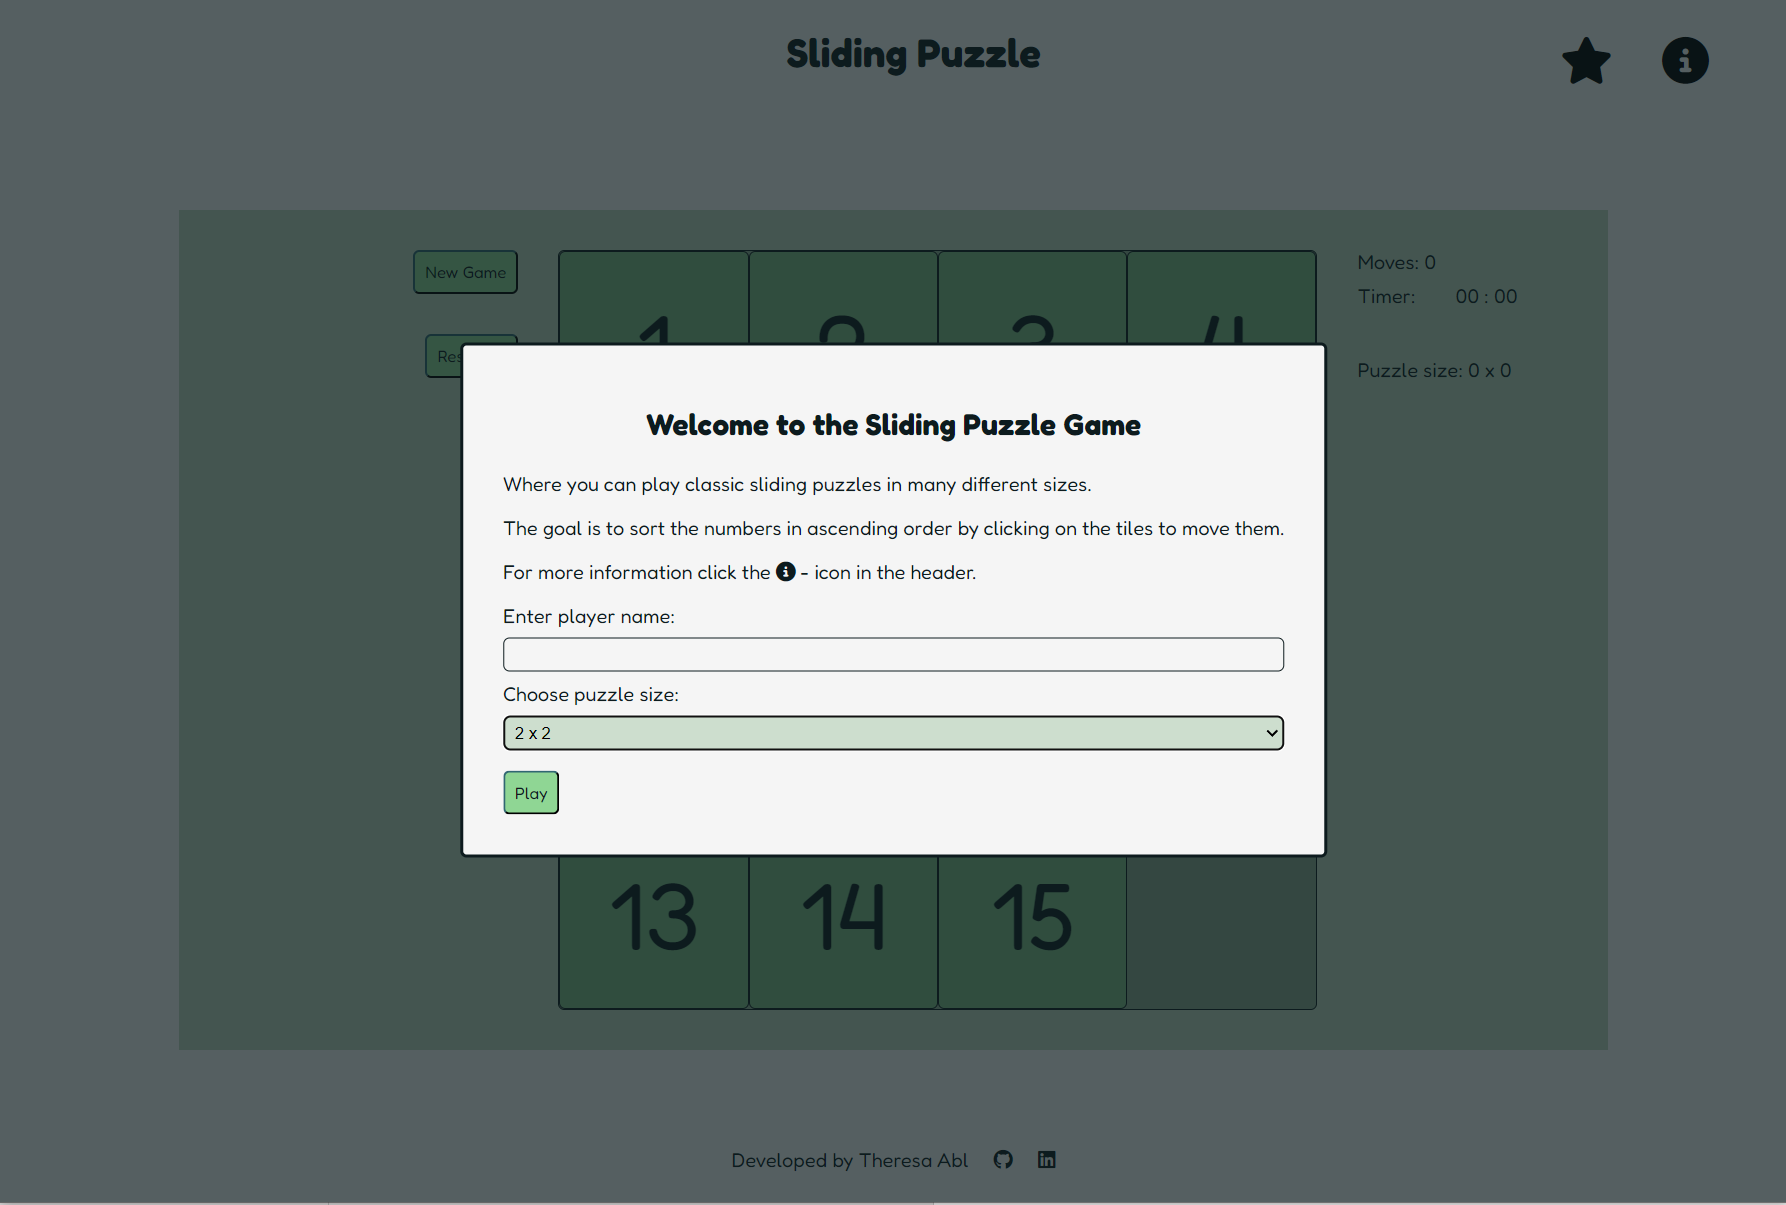 Sliding Puzzle
New Game
Moves: 0
Timer: 00 : 00
Puzzle size: 0 x 0
Welcome to the Sliding Puzzle Game
Where you can play classic sliding puzzles in many different sizes.
The goal is to sort the numbers in ascending order by clicking on the tiles to move them.
For more information click the - icon in the header.
Enter player name:
Choose puzzle size:
2 x 2
Play
13 14 15
Developed by Theresa Abl